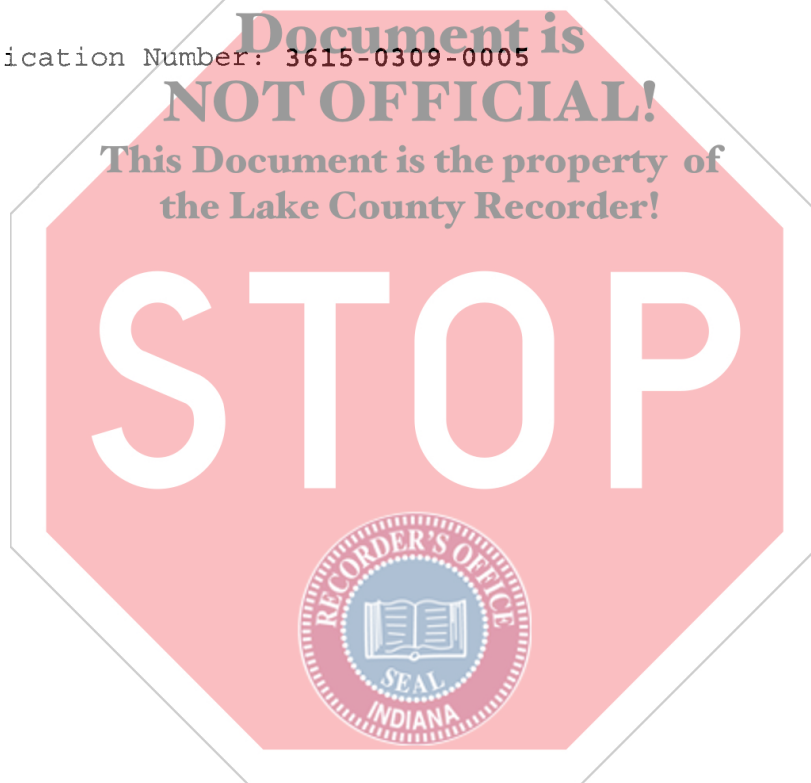 Document is
ication Number: 3615-0309-0005
NOT OFFICIAL!
This Document is the property of
the Lake County Recorder!
STOP
RECORDER'S OFFICE
SEAL
INDIANA